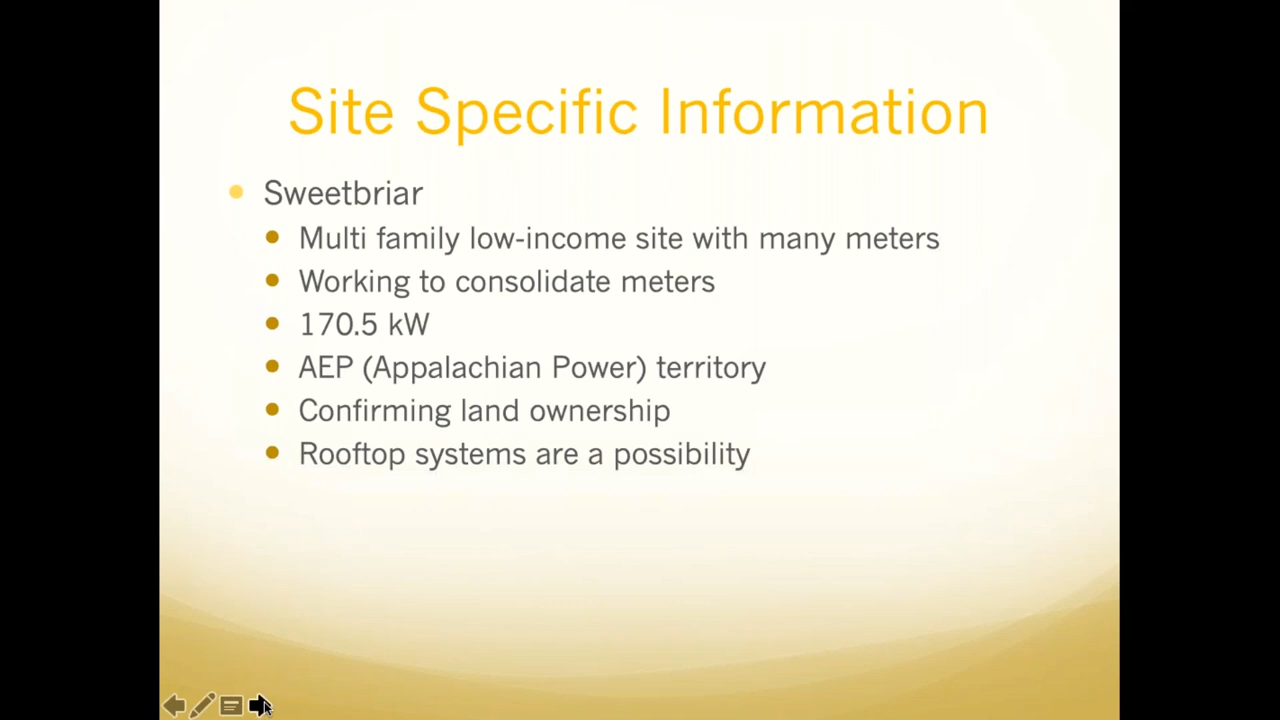 Site Specific Information
Sweetbriar
Multi family low-income site with many meters
Working to consolidate meters
170.5 kW
AEP (Appalachian Power) territory
Confirming land ownership
Rooftop systems are a possibility